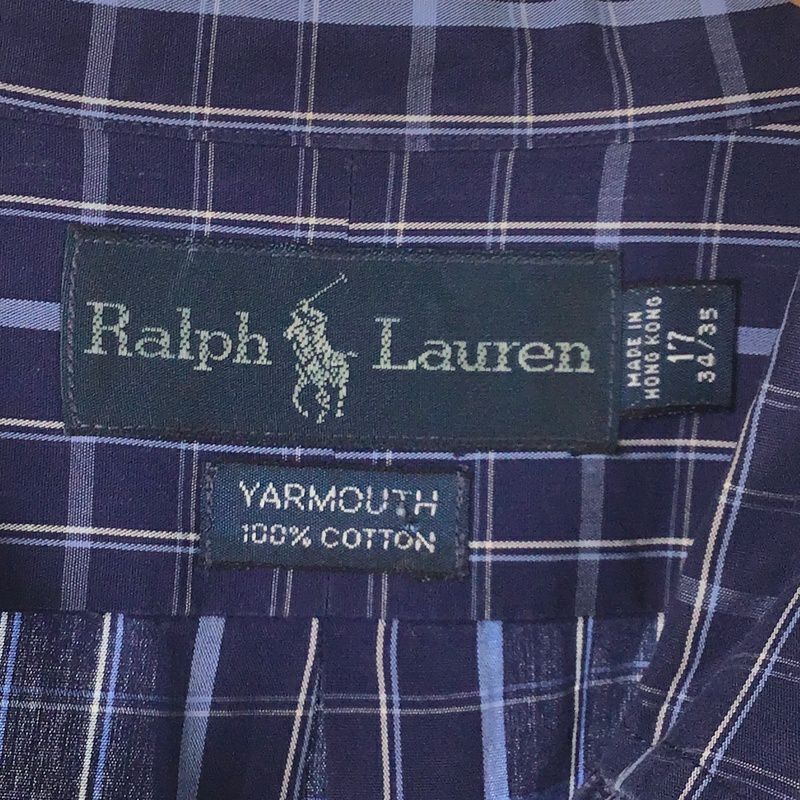 Ralph Lauren
MADE IN
HONG KONG
17
34/35
YARMOUTH
100% COTTON